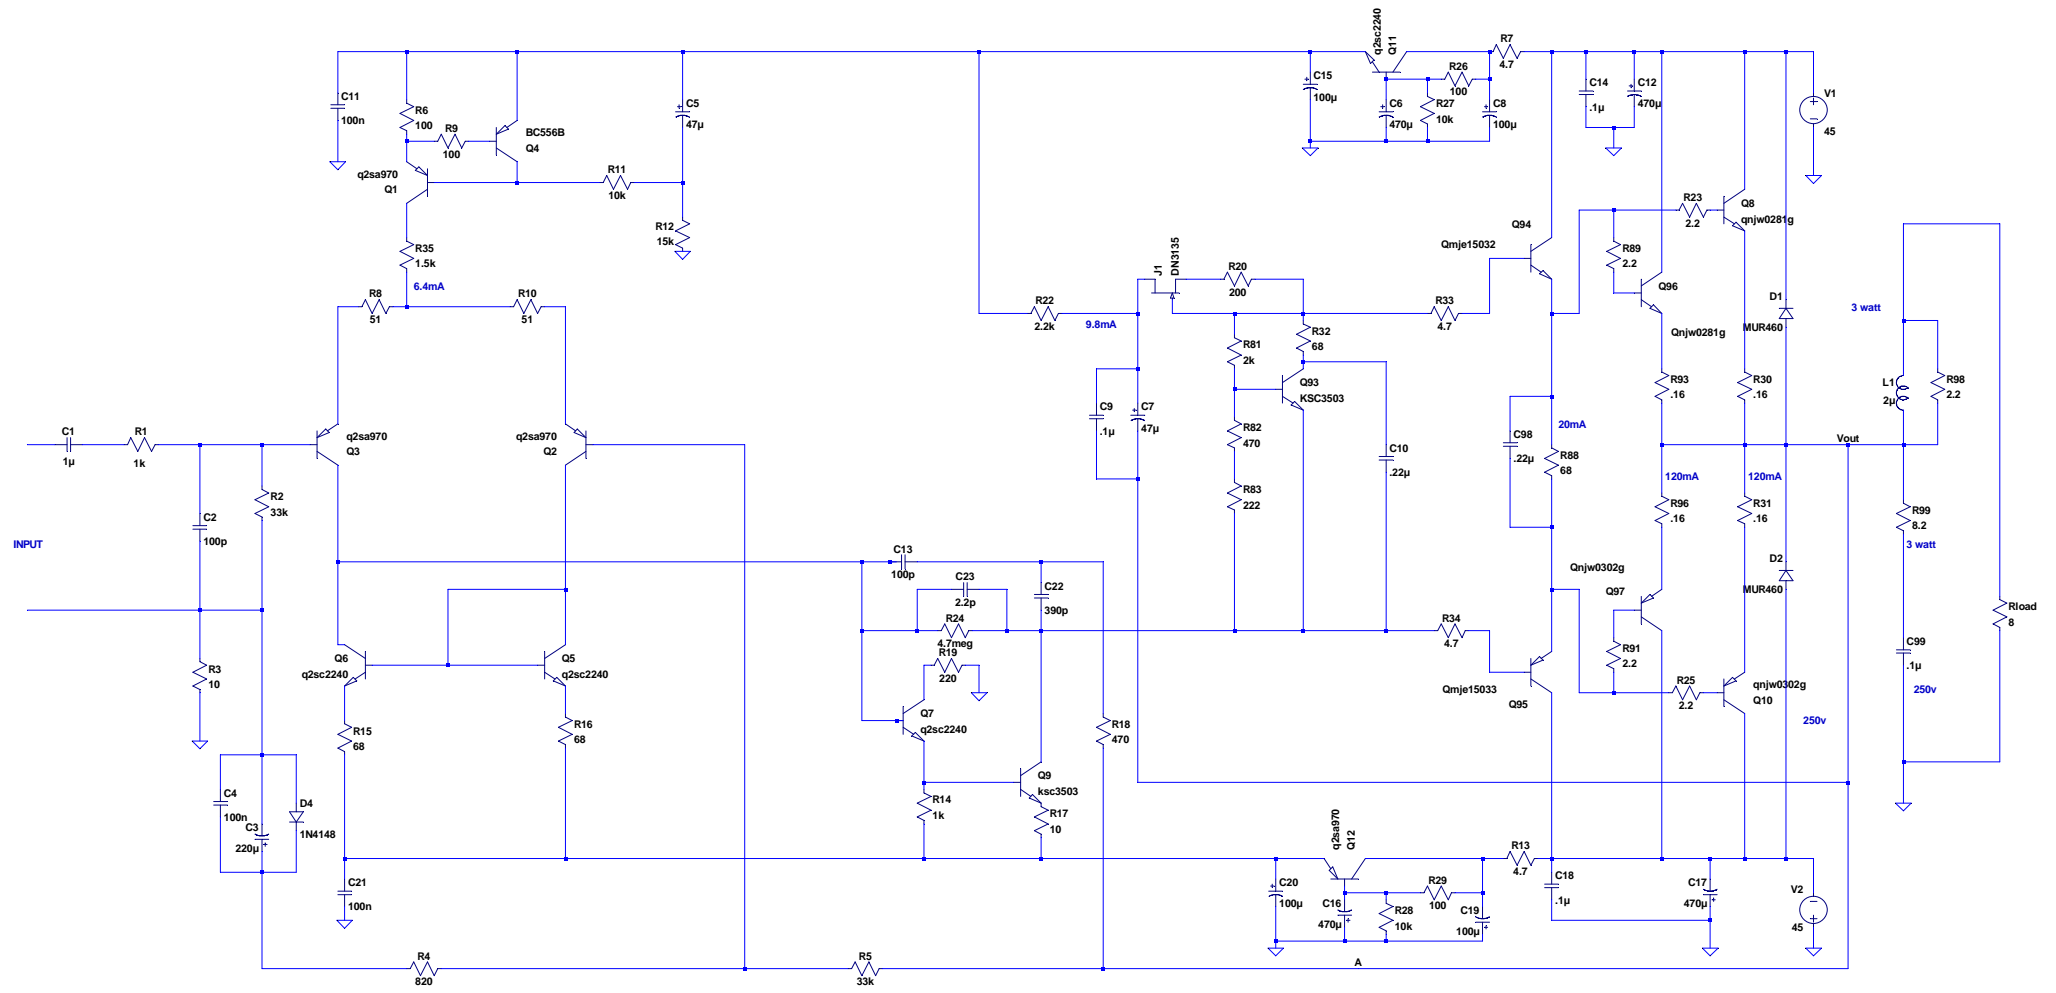 C11
100n
R6
100
R9
100
BC556B
Q4
C5
47µ
q2sa970
Q1
R11
10k
R12
15k
R35
1.5k
6.4mA
R8
51
R10
51
C1
1µ
R1
1k
q2sa970
Q3
q2sa970
Q2
R2
33k
C2
100p
INPUT
R3
10
C4
100n
C3
220µ
D4
1N4148
Q6
q2sc2240
Q5
q2sc2240
R15
68
R16
68
C21
100n
R4
820
R5
33k
A
C13
100p
C23
2.2p
R24
4.7meg
R19
220
C22
390p
Q7
q2sc2240
R14
1k
Q9
ksc3503
R17
10
R18
470
R22
2.2k
9.8mA
J1
DN3135
R20
200
R81
2k
R32
68
Q93
KSC3503
R82
470
R83
222
C9
.1µ
C7
47µ
C10
.22µ
R33
4.7
R34
4.7
q2sc2240
Q11
C15
100µ
C6
470µ
R27
10k
R26
100
C8
100µ
R7
4.7
C14
.1µ
C12
470µ
V1
45
Q94
Qmje15032
R23
2.2
Q8
qnjw0281g
R89
2.2
Q96
Qnjw0281g
D1
MUR460
R93
.16
R30
.16
C98
.22µ
20mA
R88
68
Vout
120mA
120mA
R96
.16
R31
.16
Qnjw0302g
Q97
D2
MUR460
R91
2.2
Qmje15033
Q95
R25
2.2
qnjw0302g
Q10
250v
3 watt
L1
2µ
R98
2.2
R99
8.2
3 watt
C99
.1µ
250v
Rload
8
q2sa970
Q12
R13
4.7
C20
100µ
C16
470µ
R28
10k
R29
100
C19
100µ
C18
.1µ
C17
470µ
V2
45